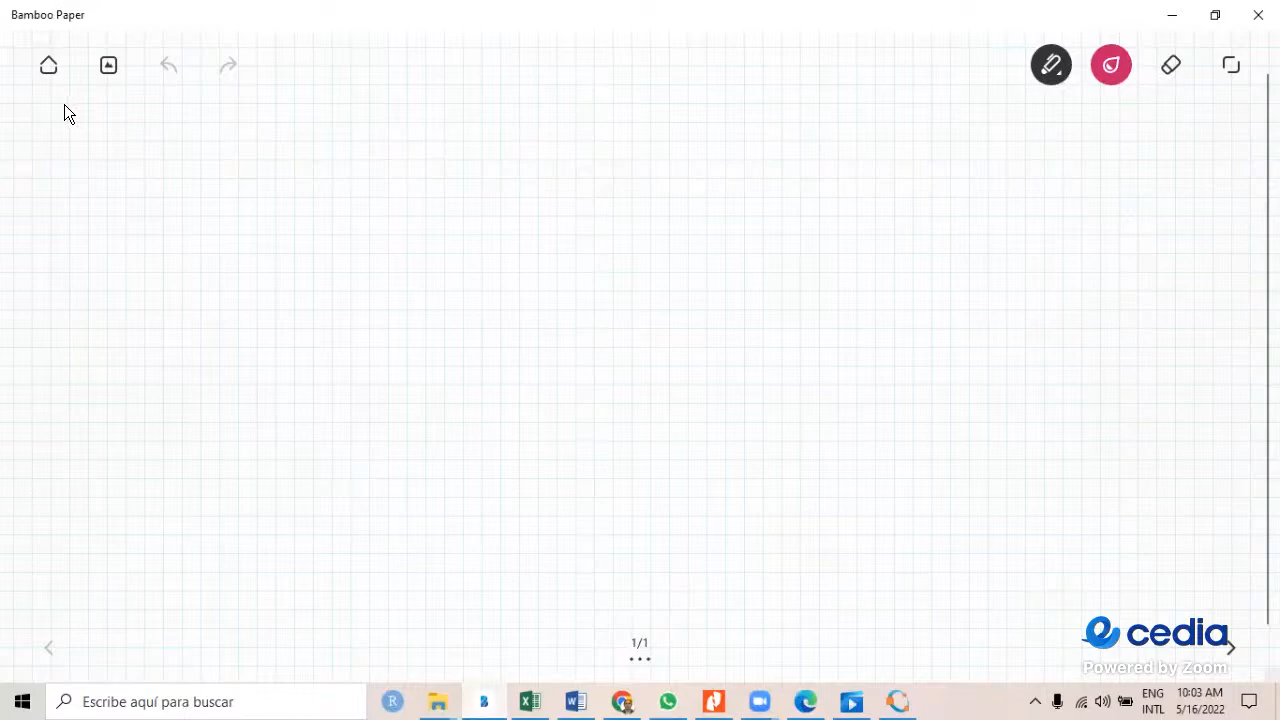 Bamboo Paper
1/1
cedia
Powered by Zoom
Escribe aquí para buscar
R
ENG
INTL
10:03 AM
5/16/2022